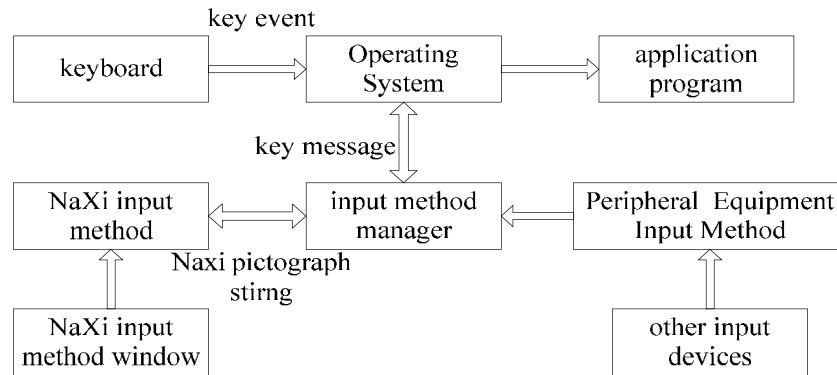 key event
keyboard
Operating
System
application
program
key message
NaXi input
method
input method
manager
Peripheral Equipment
Input Method
Naxi pictograph
stirng
NaXi input
method window
other input
devices